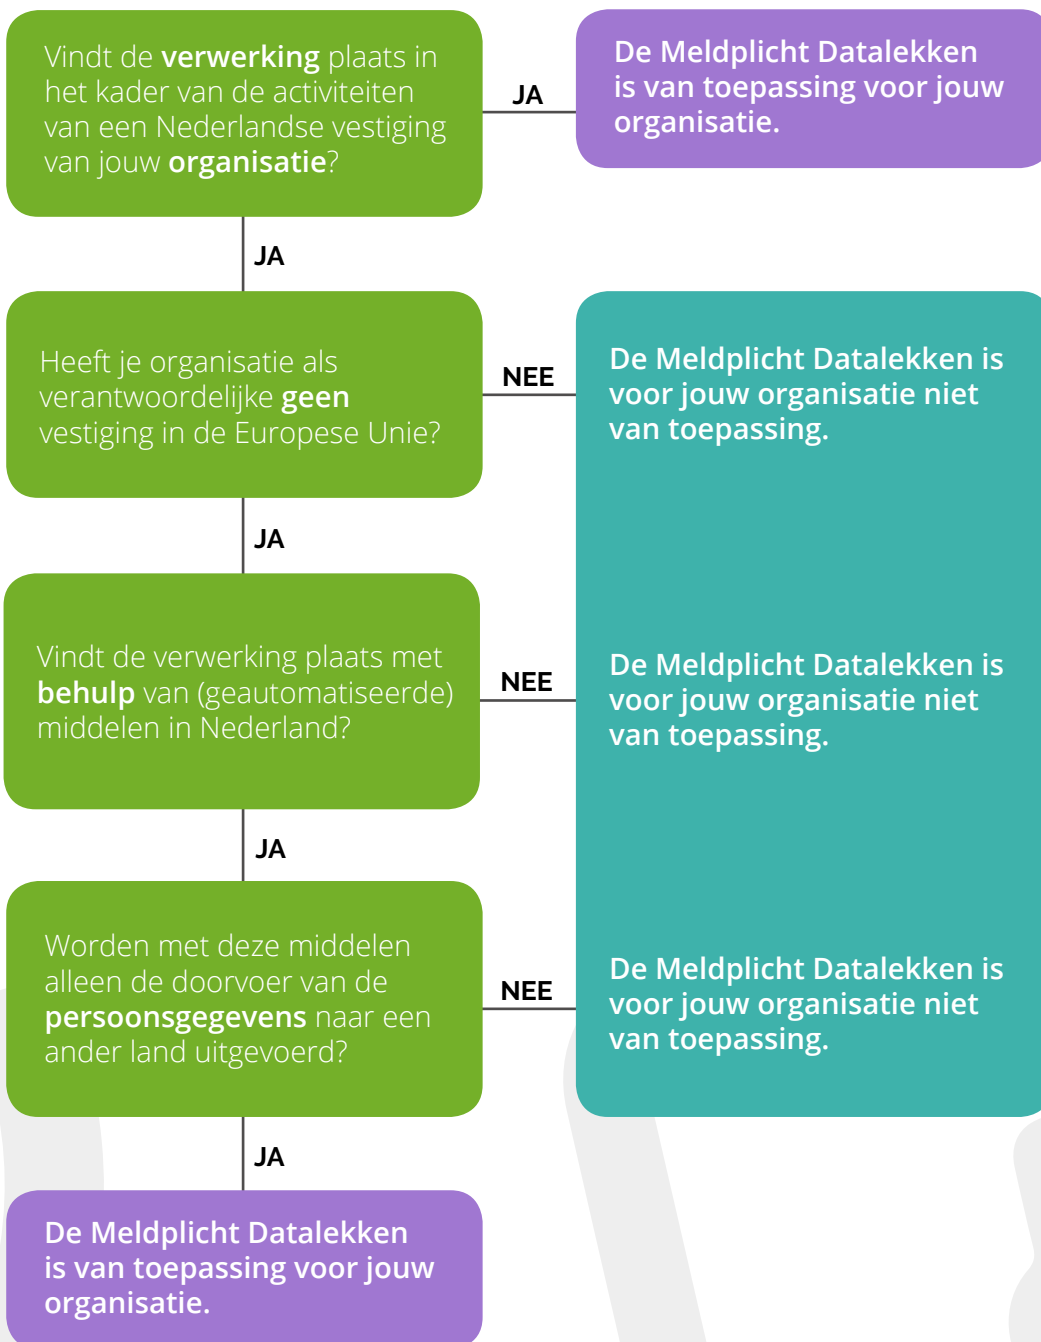 Vindt de verwerking plaats in
het kader van de activiteiten
van een Nederlandse vestiging
van jouw organisatie?
JA
De Meldplicht Datalekken
is van toepassing voor jouw
organisatie.
JA
Heeft je organisatie als
verantwoordelijke geen
vestiging in de Europese Unie?
NEE
De Meldplicht Datalekken is
voor jouw organisatie niet
van toepassing.
JA
Vindt de verwerking plaats met
behulp van (geautomatiseerde)
middelen in Nederland?
NEE
De Meldplicht Datalekken is
voor jouw organisatie niet
van toepassing.
JA
Worden met deze middelen
alleen de doorvoer van de
persoonsgegevens naar een
ander land uitgevoerd?
NEE
De Meldplicht Datalekken is
voor jouw organisatie niet
van toepassing.
JA
De Meldplicht Datalekken
is van toepassing voor jouw
organisatie.